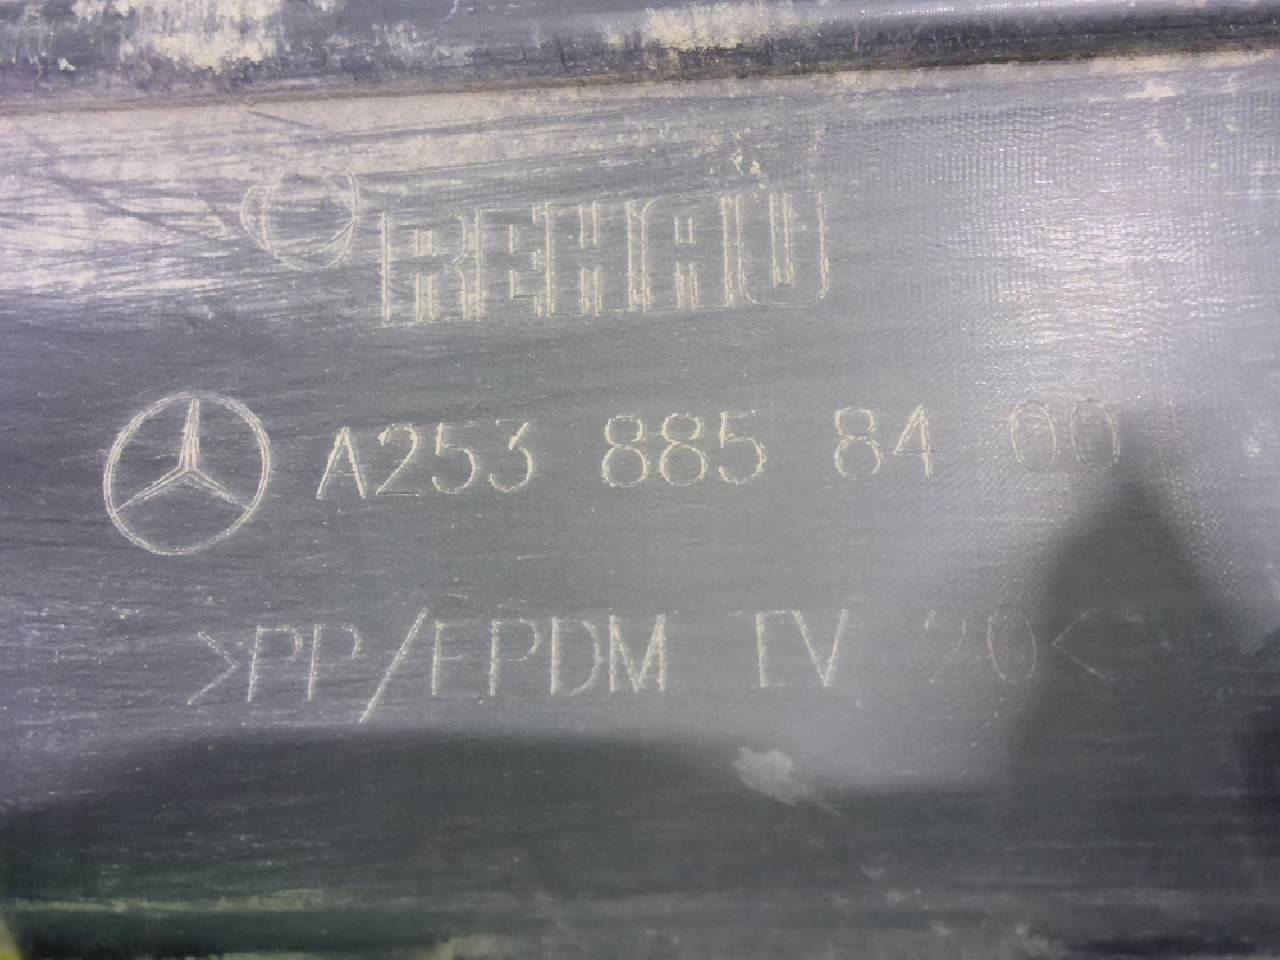 REHAU
A253 885 84 00
>PP/EPDM TV 20<